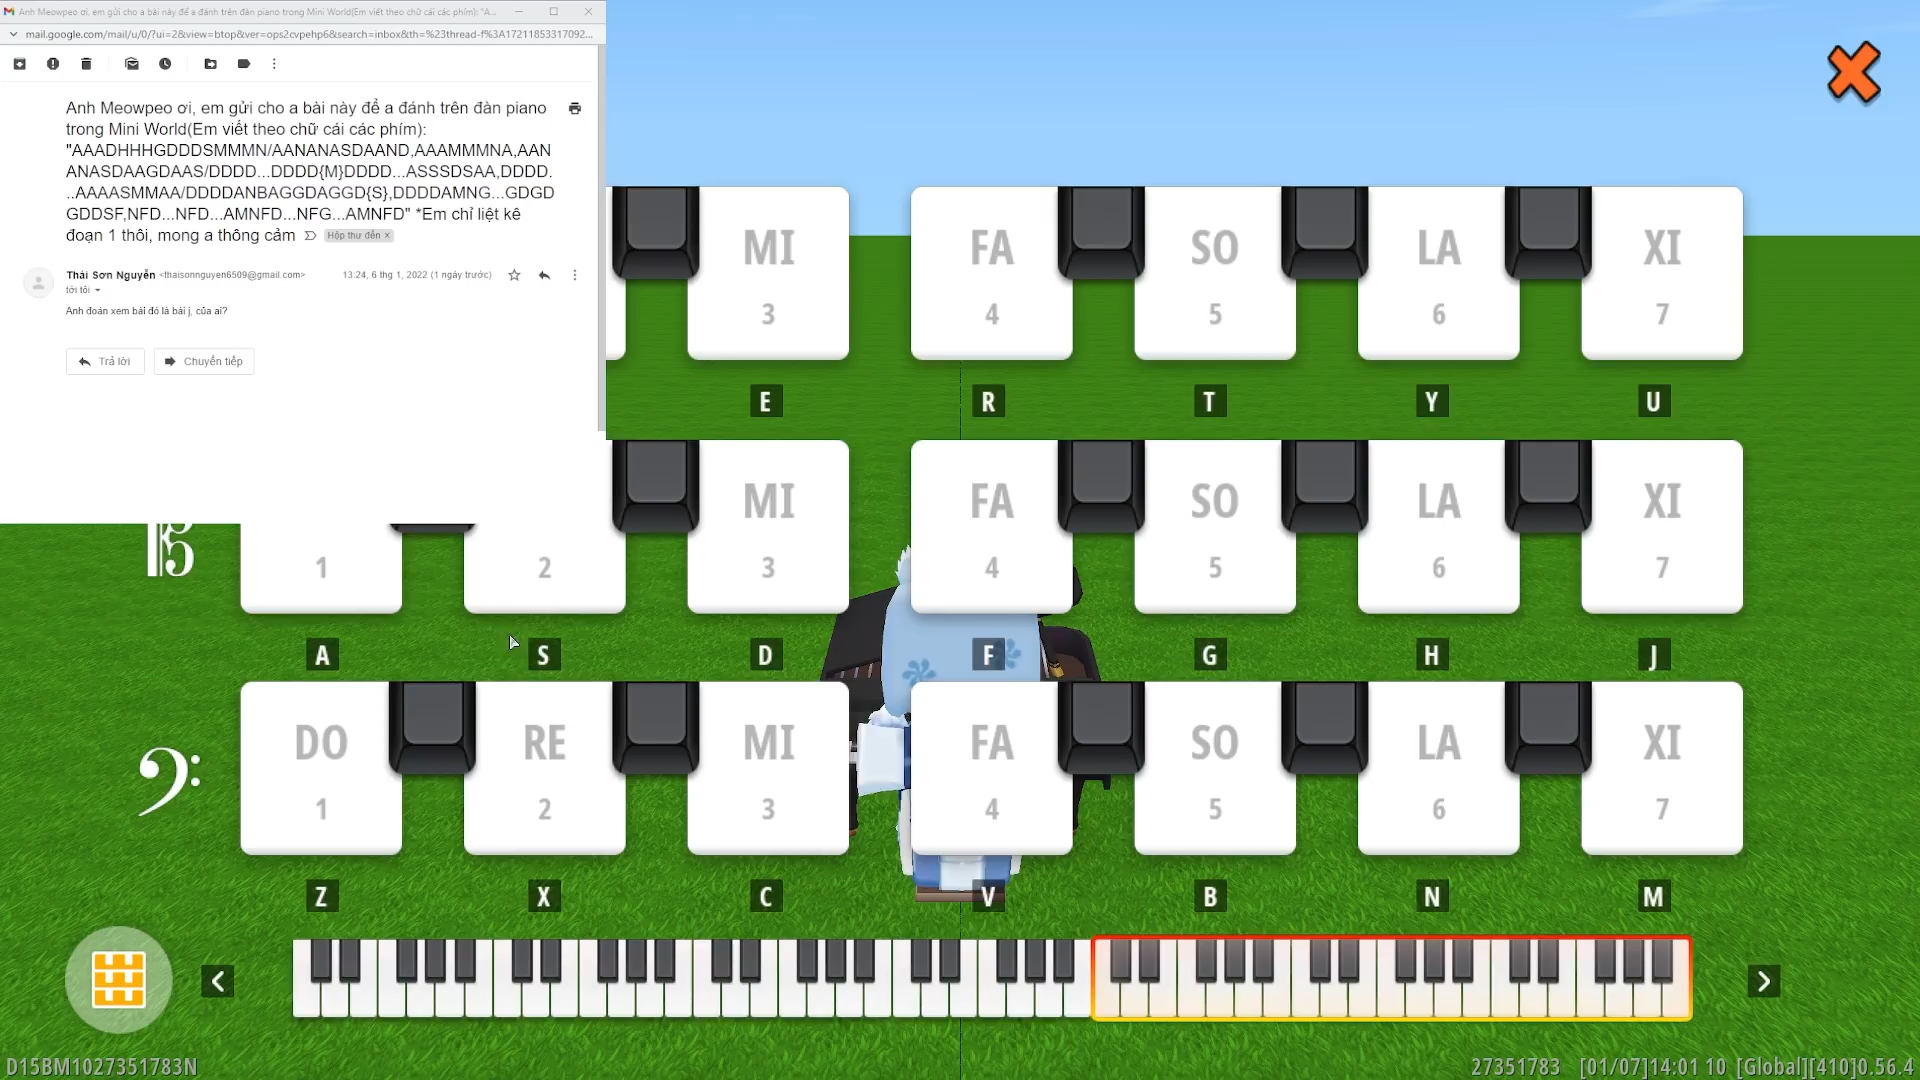 Anh Meowpeo ơi, em gửi cho a bài này để a đánh trên đàn piano trong Mini World(Em viết theo chữ cái các phím): "A...
mail.google.com/mail/u/0/?ui=2&view=btop&ver=ops2cvpehp6&search=inbox&th=%23thread-f%3A17211853317092...
Anh Meowpeo ơi, em gửi cho a bài này để a đánh trên đàn piano
trong Mini World(Em viết theo chữ cái các phím):
"AAADHHHGDDDSMMMN/AANANASDAAND,AAAMMMNA,AAN
ANASDAAGDAAS/DDDD...DDDD{M}DDDD...ASSSDSAA,DDDD.
..AAAASMMAA/DDDDANBAGGDAGGD{S},DDDDAMNG...GDGD
GDDSF,NFD...NFD...AMNFD...NFG...AMNFD" *Em chỉ liệt kê
đoạn 1 thôi, mong a thông cảm Hộp thư đến ×
Thái Sơn Nguyễn <thaisonnguyen6509@gmail.com> 13:24, 6 thg 1, 2022 (1 ngày trước)
tới tôi
Anh đoán xem bài đó là bài j, của ai?
Trả lời Chuyển tiếp
MI FA SO LA XI
3 4 5 6 7
E R T Y U
MI FA SO LA XI
1 2 3 4 5 6 7
A S D F G H J
DO RE MI FA SO LA XI
1 2 3 4 5 6 7
Z X C V B N M
D15BM1027351783N
27351783 [01/07]14:01 10 [Global][410]0.56.4